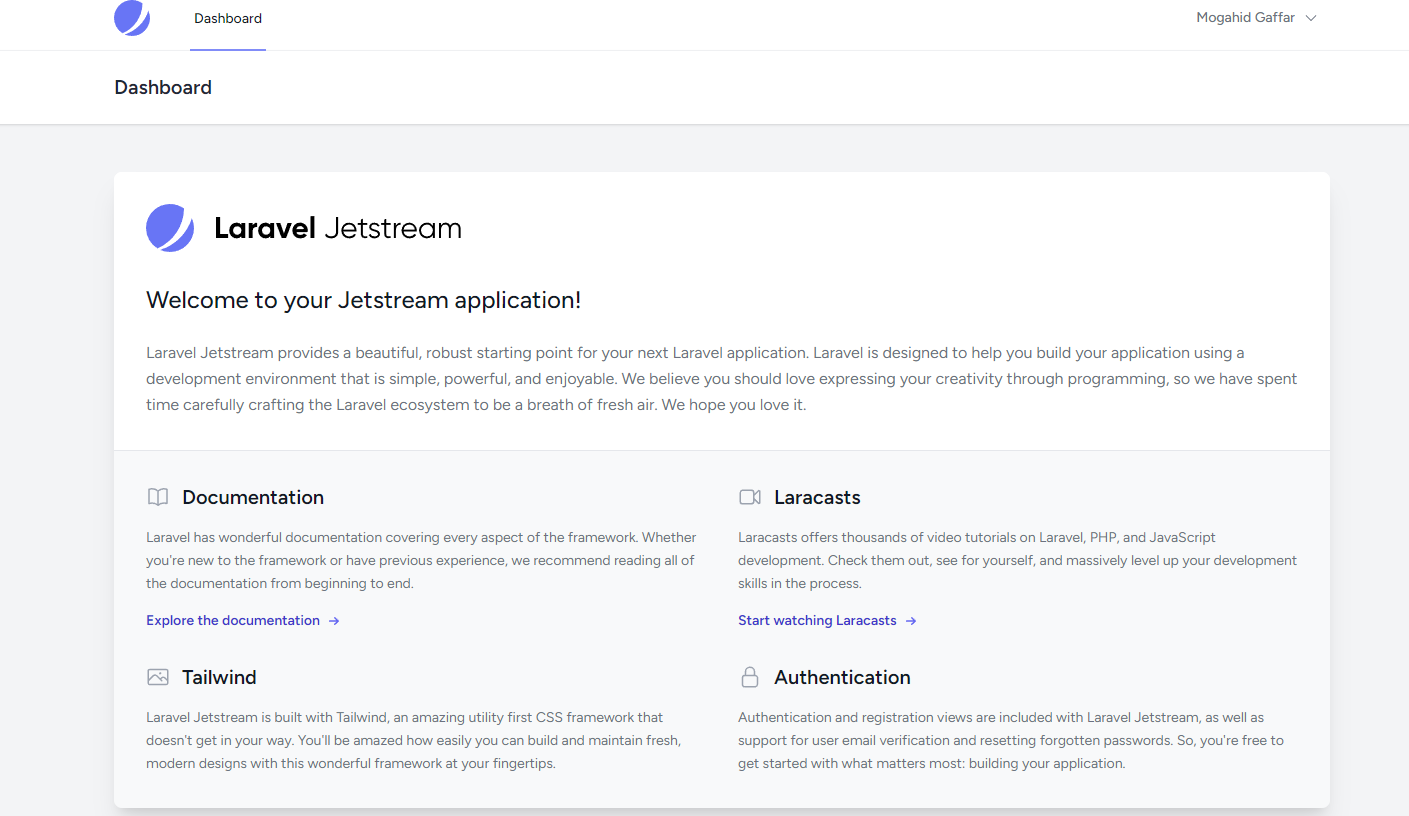 Dashboard
Mogahid Gaffar
Dashboard
Laravel Jetstream
Welcome to your Jetstream application!
Laravel Jetstream provides a beautiful, robust starting point for your next Laravel application. Laravel is designed to help you build your application using a
development environment that is simple, powerful, and enjoyable. We believe you should love expressing your creativity through programming, so we have spent
time carefully crafting the Laravel ecosystem to be a breath of fresh air. We hope you love it.
Documentation
Laravel has wonderful documentation covering every aspect of the framework. Whether
you're new to the framework or have previous experience, we recommend reading all of
the documentation from beginning to end.
Explore the documentation
Laracasts
Laracasts offers thousands of video tutorials on Laravel, PHP, and JavaScript
development. Check them out, see for yourself, and massively level up your development
skills in the process.
Start watching Laracasts
Tailwind
Laravel Jetstream is built with Tailwind, an amazing utility first CSS framework that
doesn't get in your way. You'll be amazed how easily you can build and maintain fresh,
modern designs with this wonderful framework at your fingertips.
Authentication
Authentication and registration views are included with Laravel Jetstream, as well as
support for user email verification and resetting forgotten passwords. So, you're free to
get started with what matters most: building your application.